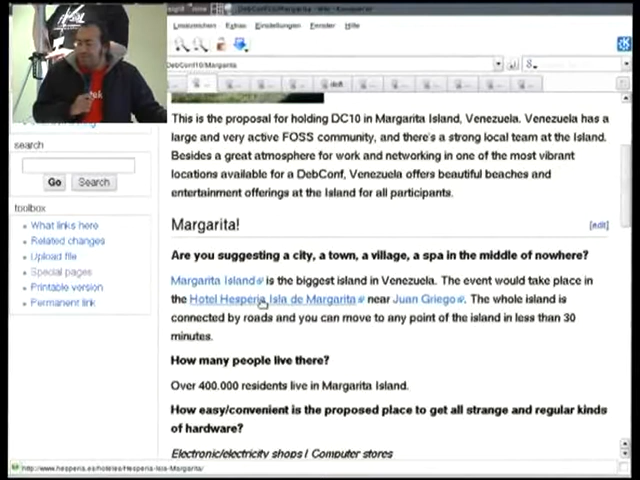 DebConf10/Margarita
Lesezeichen Extras Einstellungen Fenster Hilfe
DebConf10/Margarita
This is the proposal for holding DC10 in Margarita Island, Venezuela. Venezuela has a
large and very active FOSS community, and there's a strong local team at the Island.
Besides a great atmosphere for work and networking in one of the most vibrant
locations available for a DebConf, Venezuela offers beautiful beaches and
entertainment offerings at the Island for all participants.
search
Go Search
toolbox
What links here
Related changes
Upload file
Special pages
Printable version
Permanent link
Margarita!
[edit]
Are you suggesting a city, a town, a village, a spa in the middle of nowhere?
Margarita Island is the biggest island in Venezuela. The event would take place in
the Hotel Hesperia Isla de Margarita near Juan Griego. The whole island is
connected by roads and you can move to any point of the island in less than 30
minutes.
How many people live there?
Over 400.000 residents live in Margarita Island.
How easy/convenient is the proposed place to get all strange and regular kinds
of hardware?
Electronic/electricity shops / Computer stores
http://www.hesperia.es/hoteles/Hesperia-Isla-Margarita/